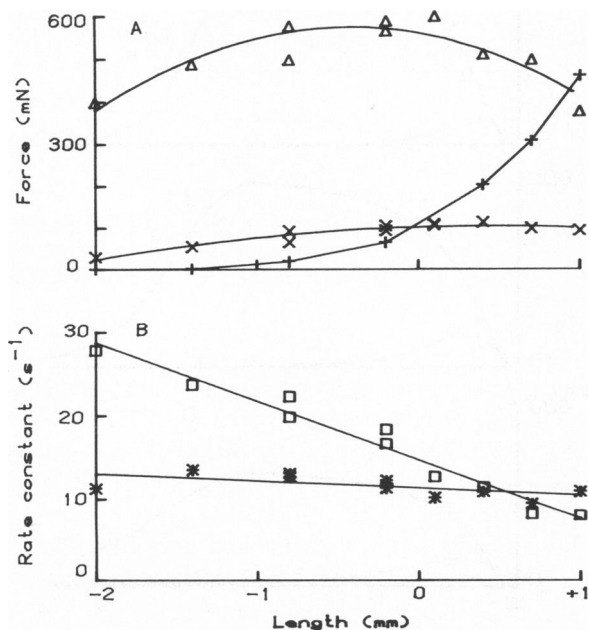 600
A
300
0
Force (mN)
30
B
20
10
0
Rate constant (s⁻¹)
-2
-1
0
+1
Length (mm)